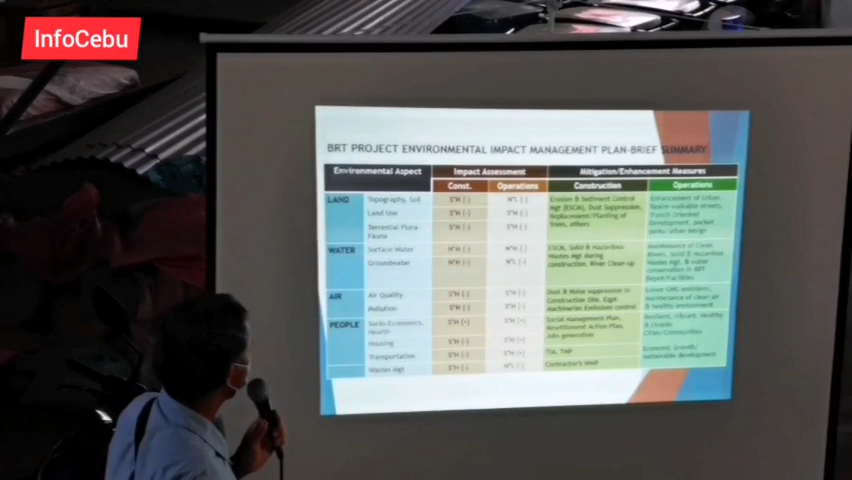 InfoCebu
BRT PROJECT ENVIRONMENTAL IMPACT MANAGEMENT PLAN-BRIEF SUMMARY
Environmental Aspect Impact Assessment Mitigation/Enhancement Measures
Const. Operations Construction Operations
LAND
Topography, Soil
Land Use
Terrestial Flora-
Fauna
Erosion & Sediment Control
Mgt (ESCM), Dust Suppression,
Replacement/Planting of
Trees, others
Enhancement of Urban
Realm-walkable streets,
Transit Oriented
Development, pocket
parks urban design
WATER
Surface Water
Groundwater
ESCM, Solid & Hazardous
Wastes Mgt during
construction, River Clean-up
Maintenance of Clean
Rivers, Solid & Hazardous
Wastes Mgt, & water
conservation in BRT
Depot/Facilities
AIR
Air Quality
Pollution
Dust & Noise suppression in
Construction Site,
Machineries Emission control
Lower GHG emissions,
maintenance of clean air
& healthy environment
PEOPLE
Socio-Economics,
Health
Housing
Transportation
Wastes Mgt
Social Management Plan,
Resettlement Action Plan,
Jobs generation
TIA, TMP
Contractor's
Resilient, Vibrant, Healthy
& Livable
Cities/Communities
Economic Growth/
sustainable development